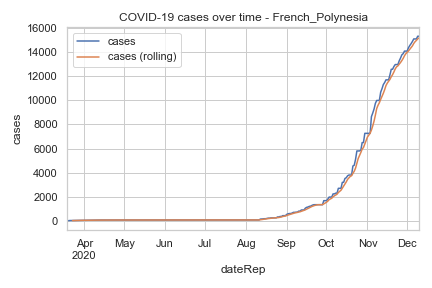 COVID-19 cases over time - French_Polynesia
cases
cases (rolling)
16000
14000
12000
10000
8000
6000
4000
2000
0
cases
Apr May Jun Jul Aug Sep Oct Nov Dec
2020
dateRep